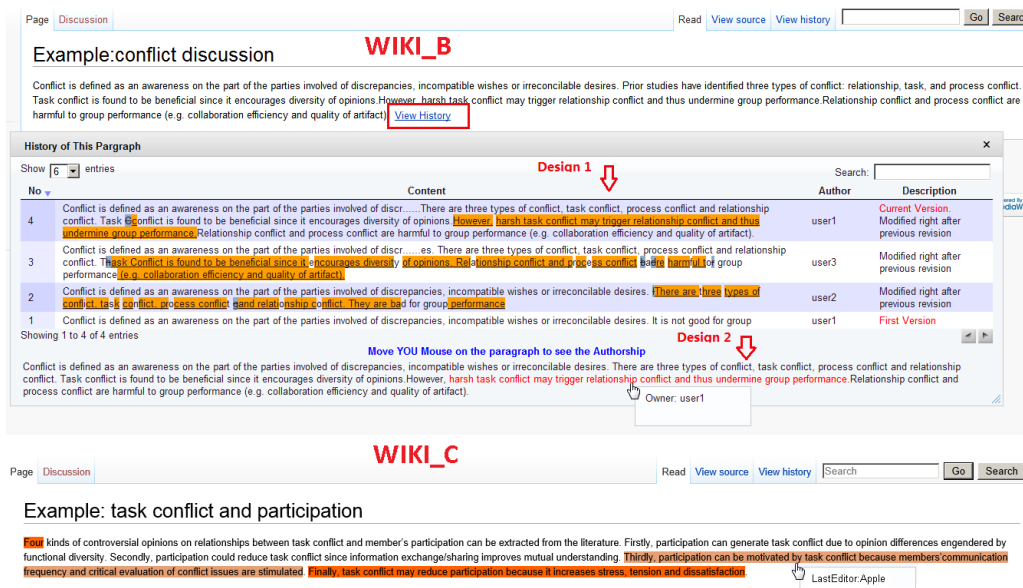 Page Discussion Read View source View history Go Searc
WIKI_B
Example:conflict discussion
Conflict is defined as an awareness on the part of the parties involved of discrepancies, incompatible wishes or irreconcilable desires. Prior studies have identified three types of conflict: relationship, task, and process conflict.
Task conflict is found to be beneficial since it encourages diversity of opinions.However, harsh task conflict may trigger relationship conflict and thus undermine group performance.Relationship conflict and process conflict are
harmful to group performance (e.g. collaboration efficiency and quality of artifact) View History
History of This Pargraph x
Show 6 entries Design 1 Search:
No Content Author Description
4 Conflict is defined as an awareness on the part of the parties involved of discr......There are three types of conflict, task conflict, process conflict and relationship
conflict. Task Gconflict is found to be beneficial since it encourages diversity of opinions.However, harsh task conflict may trigger relationship conflict and thus
undermine group performance.Relationship conflict and process conflict are harmful to group performance (e.g. collaboration efficiency and quality of artifact).
user1
Current Version.
Modified right after
previous revision
3 Conflict is defined as an awareness on the part of the parties involved of discr......es. There are three types of conflict, task conflict, process conflict and relationship
conflict. Thask Conflict is found to be beneficial since it encourages diversity of opinions. Relationship conflict and process conflict badre harmful tof group
performance (e.g. collaboration efficiency and quality of artifact).
user3
Modified right after
previous revision
2 Conflict is defined as an awareness on the part of the parties involved of discrepancies, incompatible wishes or irreconcilable desires. There are three types of
conflict, task conflict, process conflict and relationship conflict. They are bad for group performance
user2
Modified right after
previous revision
1 Conflict is defined as an awareness on the part of the parties involved of discrepancies, incompatible wishes or irreconcilable desires. It is not good for group user1 First Version
Showing 1 to 4 of 4 entries
Design 2
Move YOU Mouse on the paragraph to see the Authorship
Conflict is defined as an awareness on the part of the parties involved of discrepancies, incompatible wishes or irreconcilable desires. There are three types of conflict, task conflict, process conflict and relationship
conflict. Task conflict is found to be beneficial since it encourages diversity of opinions.However, harsh task conflict may trigger relationship conflict and thus undermine group performance.Relationship conflict and
process conflict are harmful to group performance (e.g. collaboration efficiency and quality of artifact).
Owner: user1
WIKI_C
Page Discussion Read View source View history Search Go Search
Example: task conflict and participation
Four kinds of controversial opinions on relationships between task conflict and member's participation can be extracted from the literature. Firstly, participation can generate task conflict due to opinion differences engendered by
functional diversity. Secondly, participation could reduce task conflict since information exchange/sharing improves mutual understanding. Thirdly, participation can be motivated by task conflict because members'communication
frequency and critical evaluation of conflict issues are stimulated. Finally, task conflict may reduce participation because it increases stress, tension and dissatisfaction.
LastEditor:Apple